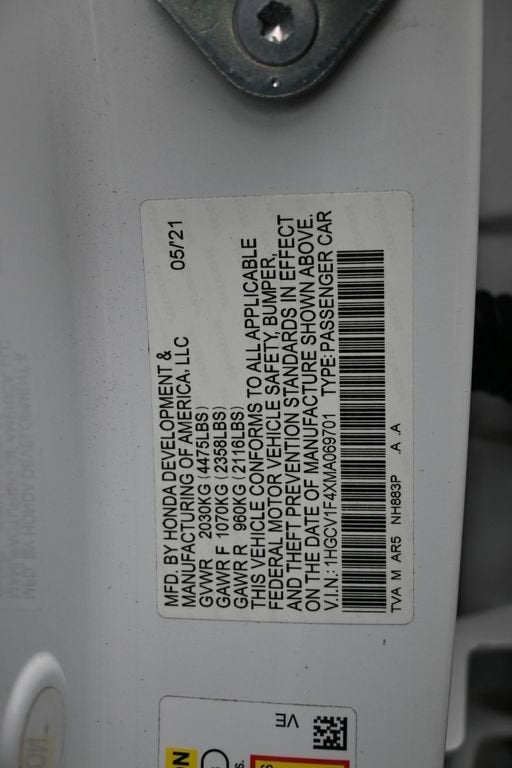 MFD. BY HONDA DEVELOPMENT &
MANUFACTURING OF AMERICA. LLC 05/'21
GVWR 2030KG (4475LBS)
GAWR F 1070KG (2358LBS)
GAWR R 960KG (2116LBS)
THIS VEHICLE CONFORMS TO ALL APPLICABLE
FEDERAL MOTOR VEHICLE SAFETY, BUMPER,
AND THEFT PREVENTION STANDARDS IN EFFECT
ON THE DATE OF MANUFACTURE SHOWN ABOVE.
V.I.N.: 1HGCV1F4XMA069701 TYPE: PASSENGER CAR
TVA M AR5 NH883P A A
VE